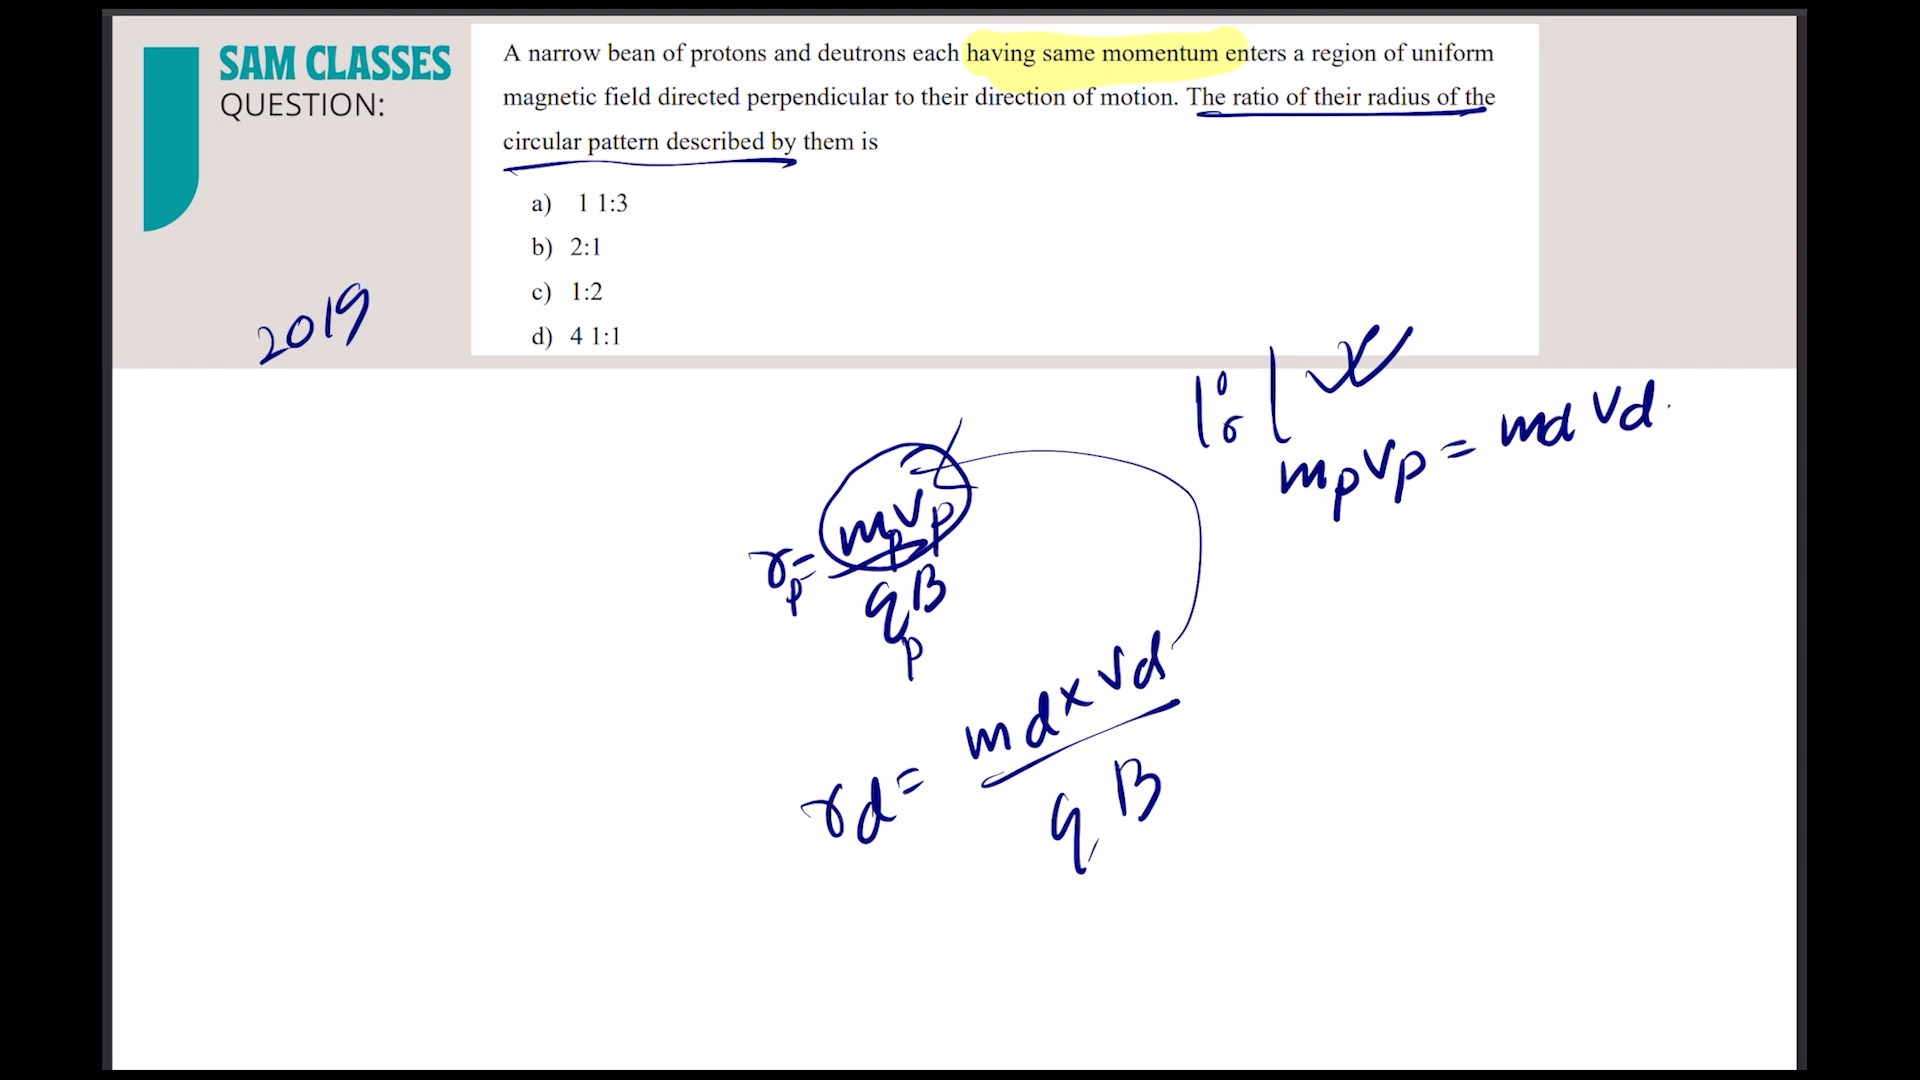 SAM CLASSES
QUESTION:
A narrow bean of protons and deutrons each having same momentum enters a region of uniform
magnetic field directed perpendicular to their direction of motion. The ratio of their radius of the
circular pattern described by them is
a) 1 1:3
b) 2:1
c) 1:2
d) 4 1:1
2019
mpvp = md vd.
rp = mpvp
qpB
rd = md x vd
qB